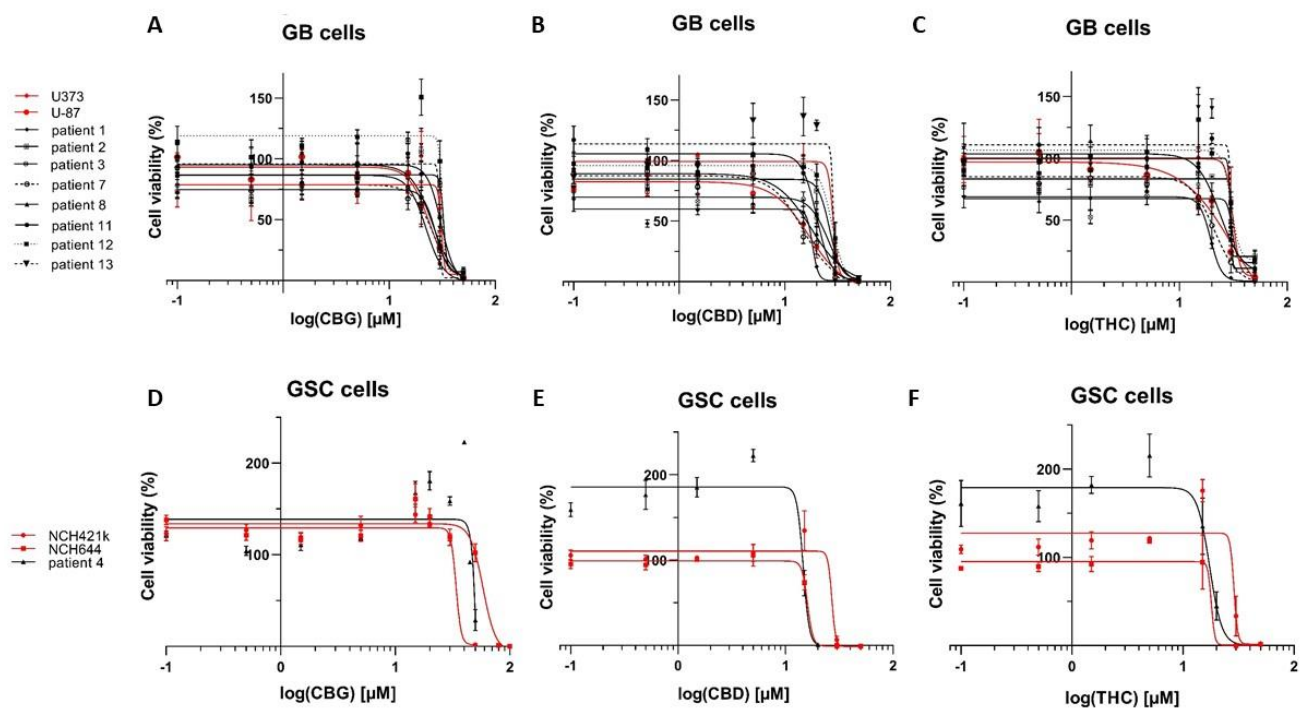 A
GB cells
B
GB cells
C
GB cells
U373
U-87
patient 1
patient 2
patient 3
patient 7
patient 8
patient 11
patient 12
patient 13
Cell viability (%)
150
100
50
-1 0 1 2
log(CBG) [µM]
Cell viability (%)
150
100
50
-1 0 1 2
log(CBD) [µM]
Cell viability (%)
150
100
50
-1 0 1 2
log(THC) [µM]
D
GSC cells
E
GSC cells
F
GSC cells
NCH421k
NCH644
patient 4
Cell viability (%)
200
100
-1 0 1 2
log(CBG) [µM]
Cell viability (%)
200
100
-1 0 1 2
log(CBD) [µM]
Cell viability (%)
200
100
-1 0 1 2
log(THC) [µM]